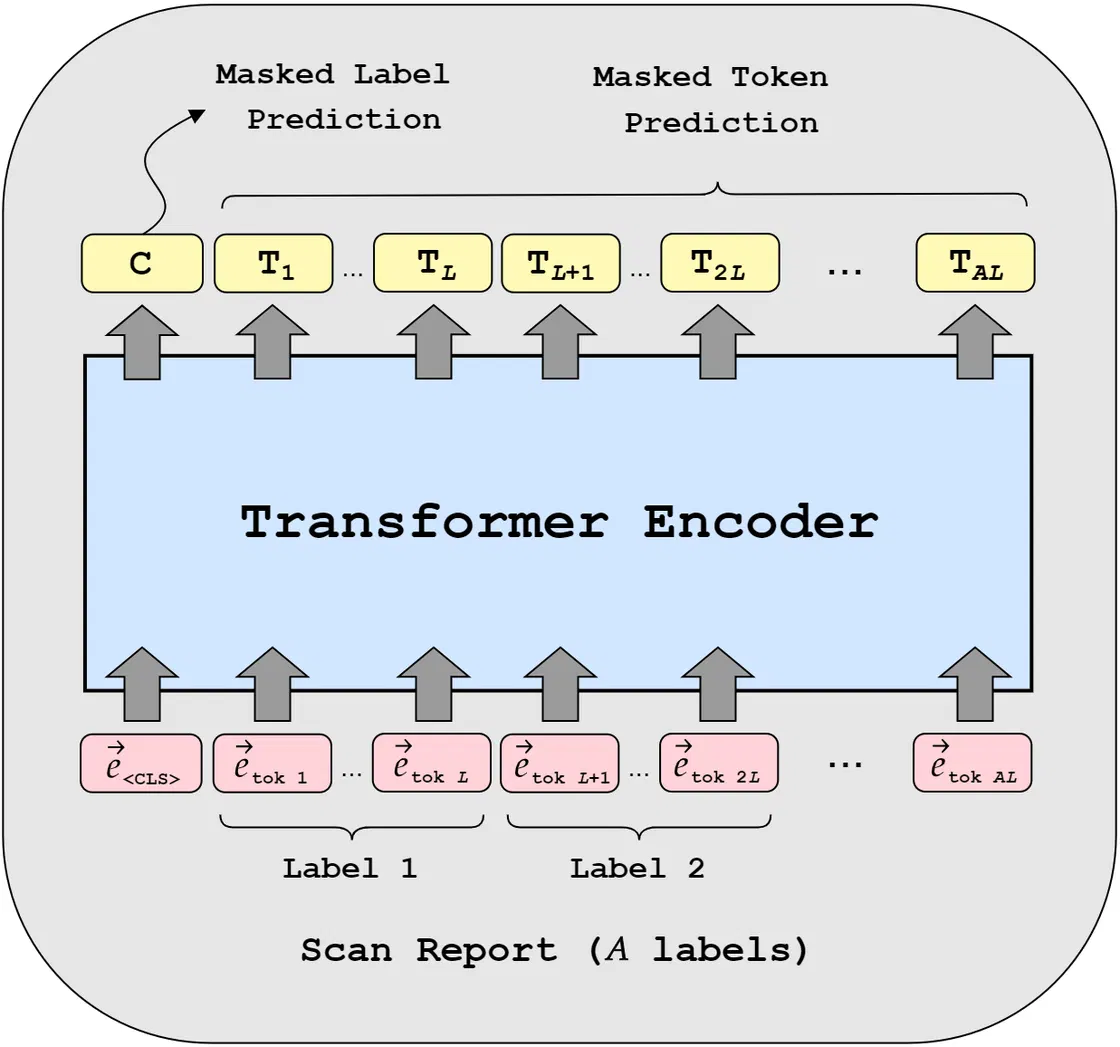 Masked Label
Prediction
Masked Token
Prediction
C T1 ... TL TL+1 ... T2L ... TAL
Transformer Encoder
e<CLS> etok 1 ... etok L etok L+1 ... etok 2L ... etok AL
Label 1 Label 2
Scan Report (A labels)